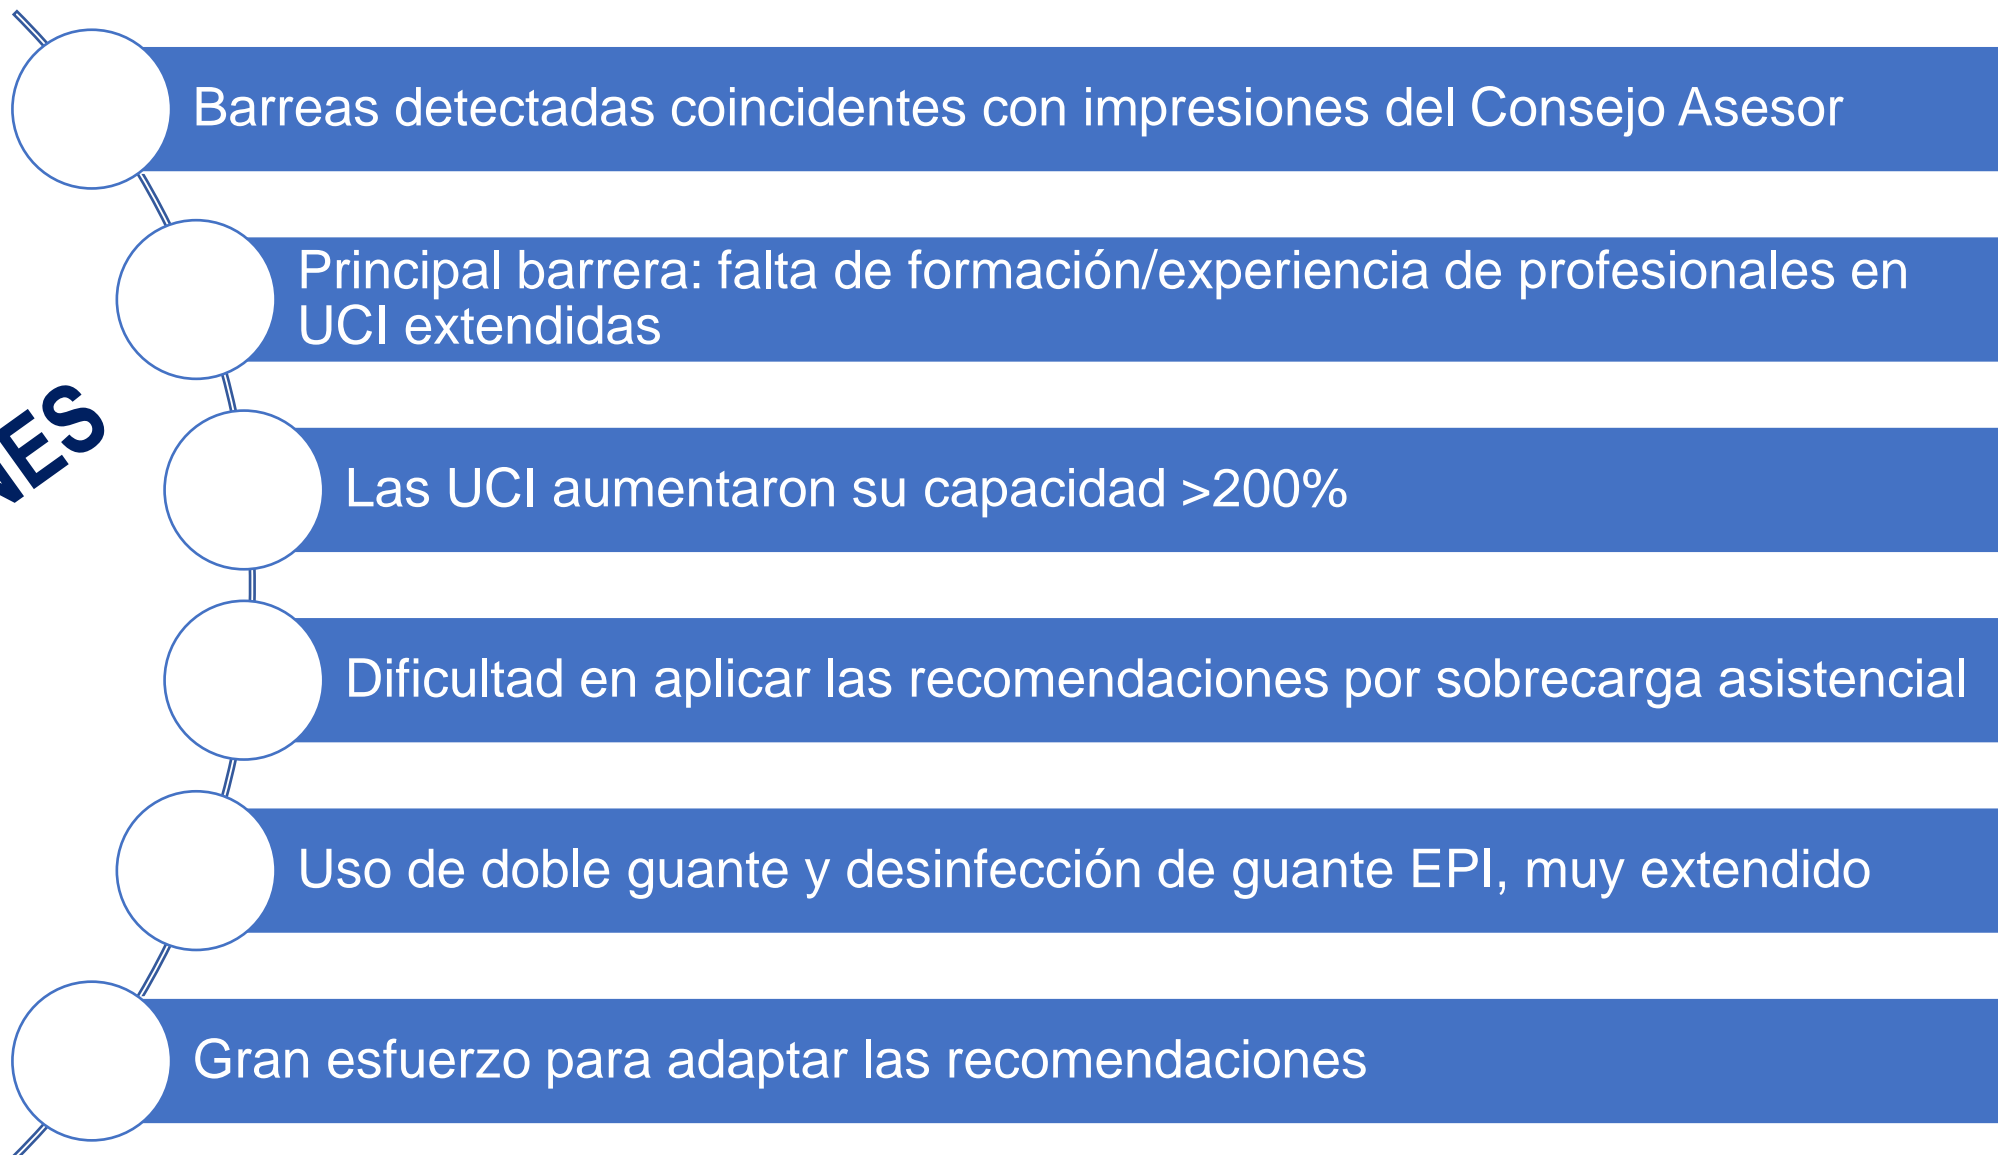 Barreas detectadas coincidentes con impresiones del Consejo Asesor
Principal barrera: falta de formación/experiencia de profesionales en
UCI extendidas
NES
Las UCI aumentaron su capacidad >200%
Dificultad en aplicar las recomendaciones por sobrecarga asistencial
Uso de doble guante y desinfección de guante EPI, muy extendido
Gran esfuerzo para adaptar las recomendaciones